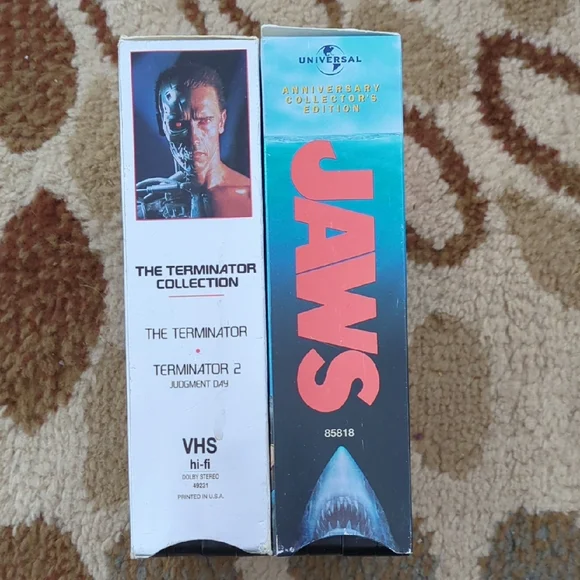 THE TERMINATOR
COLLECTION
THE TERMINATOR
TERMINATOR 2
JUDGMENT DAY
VHS
hi-fi
DOLBY STEREO
49231
PRINTED IN U.S.A.
UNIVERSAL
ANNIVERSARY
COLLECTOR'S
EDITION
JAWS
85818